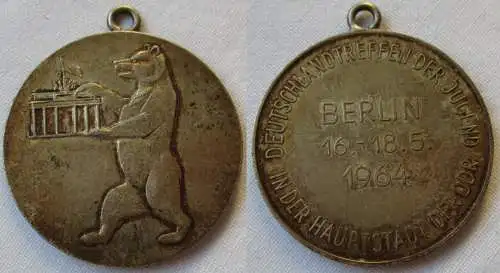 DEUTSCHLANDTREFFEN DER JUGEND
BERLIN
16.-18.5.
1964
IN DER HAUPTSTADT DER DDR